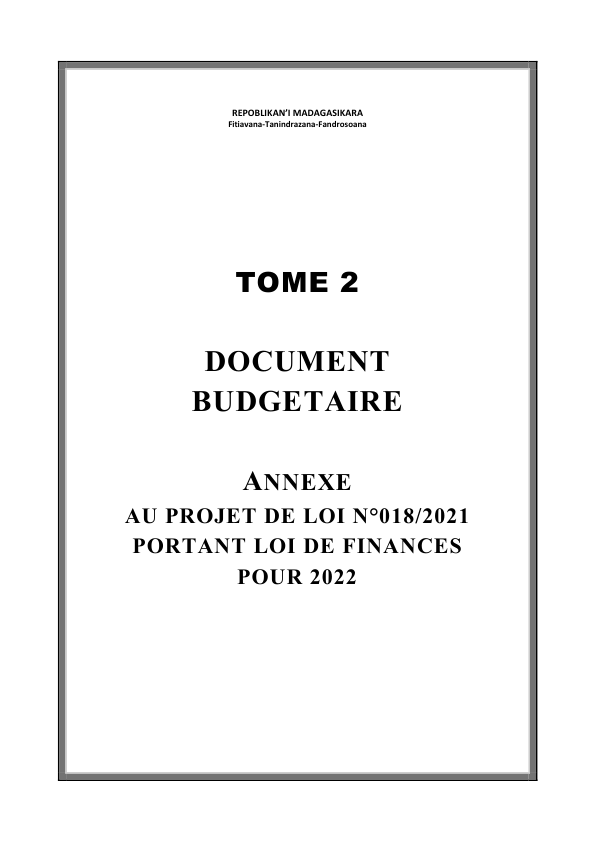 REPOBLIKAN'I MADAGASIKARA
Fitiavana-Tanindrazana-Fandrosoana
TOME 2
DOCUMENT
BUDGETAIRE
ANNEXE
AU PROJET DE LOI N°018/2021
PORTANT LOI DE FINANCES
POUR 2022